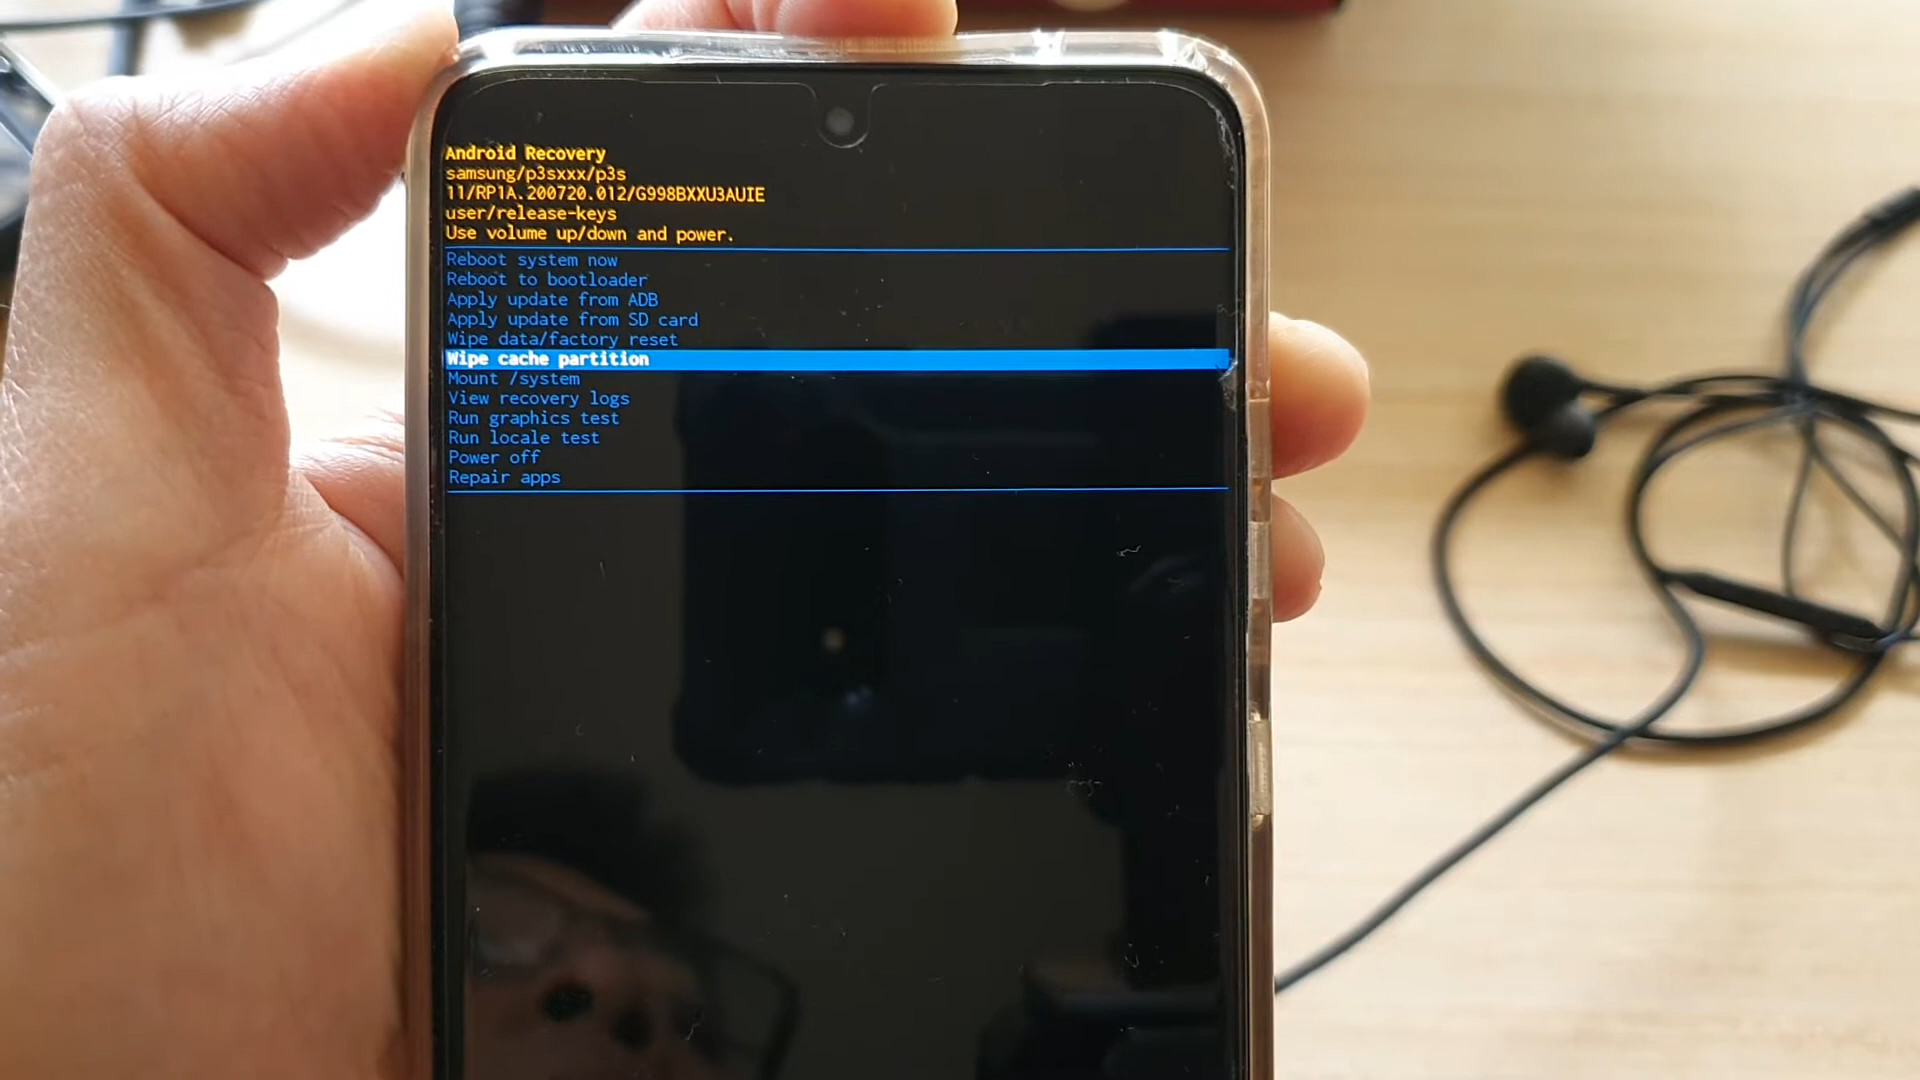 Android Recovery
samsung/p3sxxx/p3s
11/RP1A.200720.012/G998BXXU3AUIE
user/release-keys
Use volume up/down and power.
Reboot system now
Reboot to bootloader
Apply update from ADB
Apply update from SD card
Wipe data/factory reset
Wipe cache partition
Mount /system
View recovery logs
Run graphics test
Run locale test
Power off
Repair apps